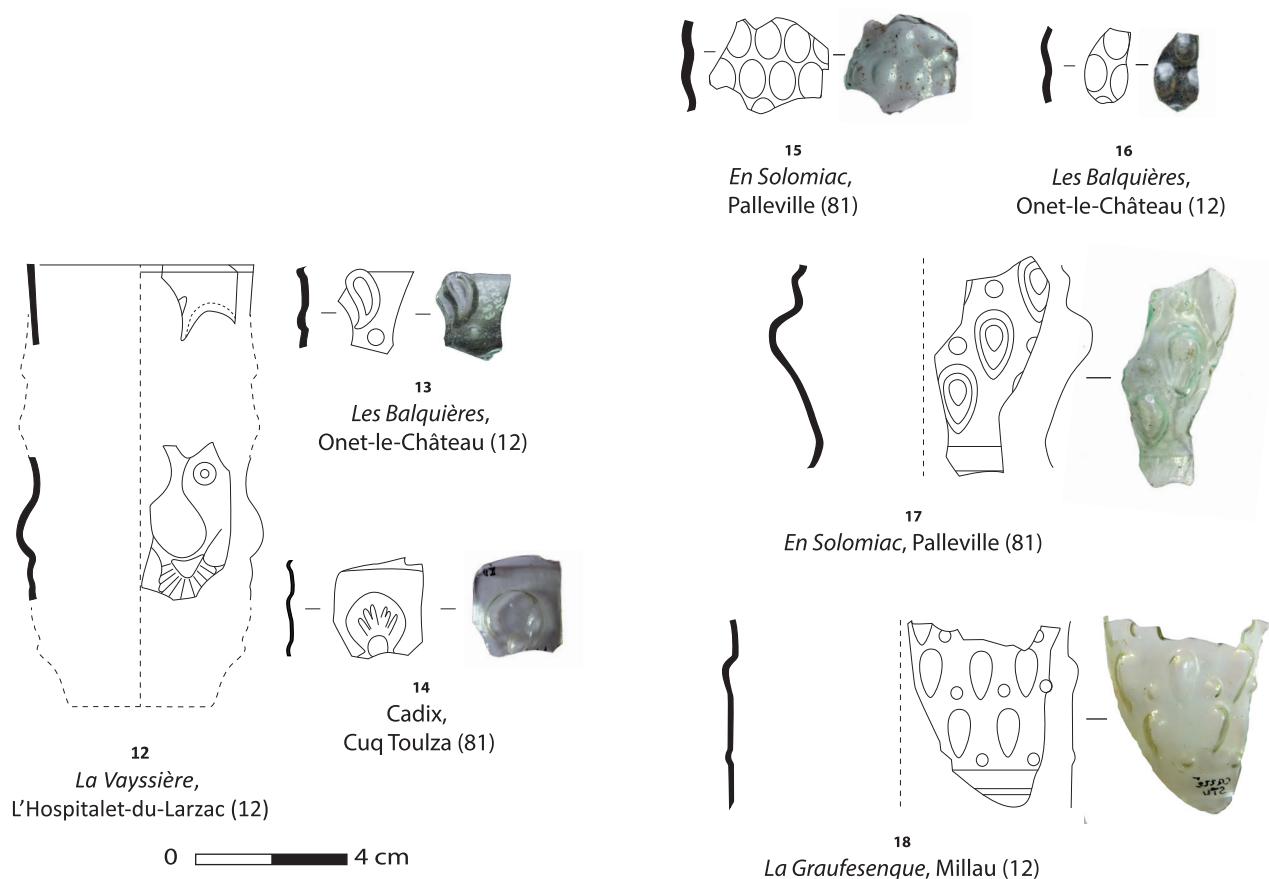 15
En Solomiac,
Palleville (81)
16
Les Balquières,
Onet-le-Château (12)
13
Les Balquières,
Onet-le-Château (12)
17
En Solomiac, Palleville (81)
14
Cadix,
Cuq Toulza (81)
12
La Vayssière,
L'Hospitalet-du-Larzac (12)
0 4 cm
18
La Graufesenque, Millau (12)